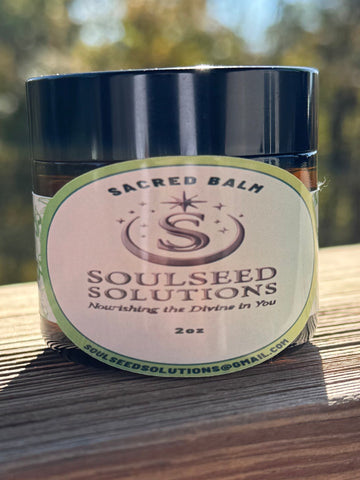 SACRED BALM
S
SOULSEED
SOLUTIONS
Nourishing the Divine in You
2oz
SOULSEEDSOLUTIONS@GMAIL.COM